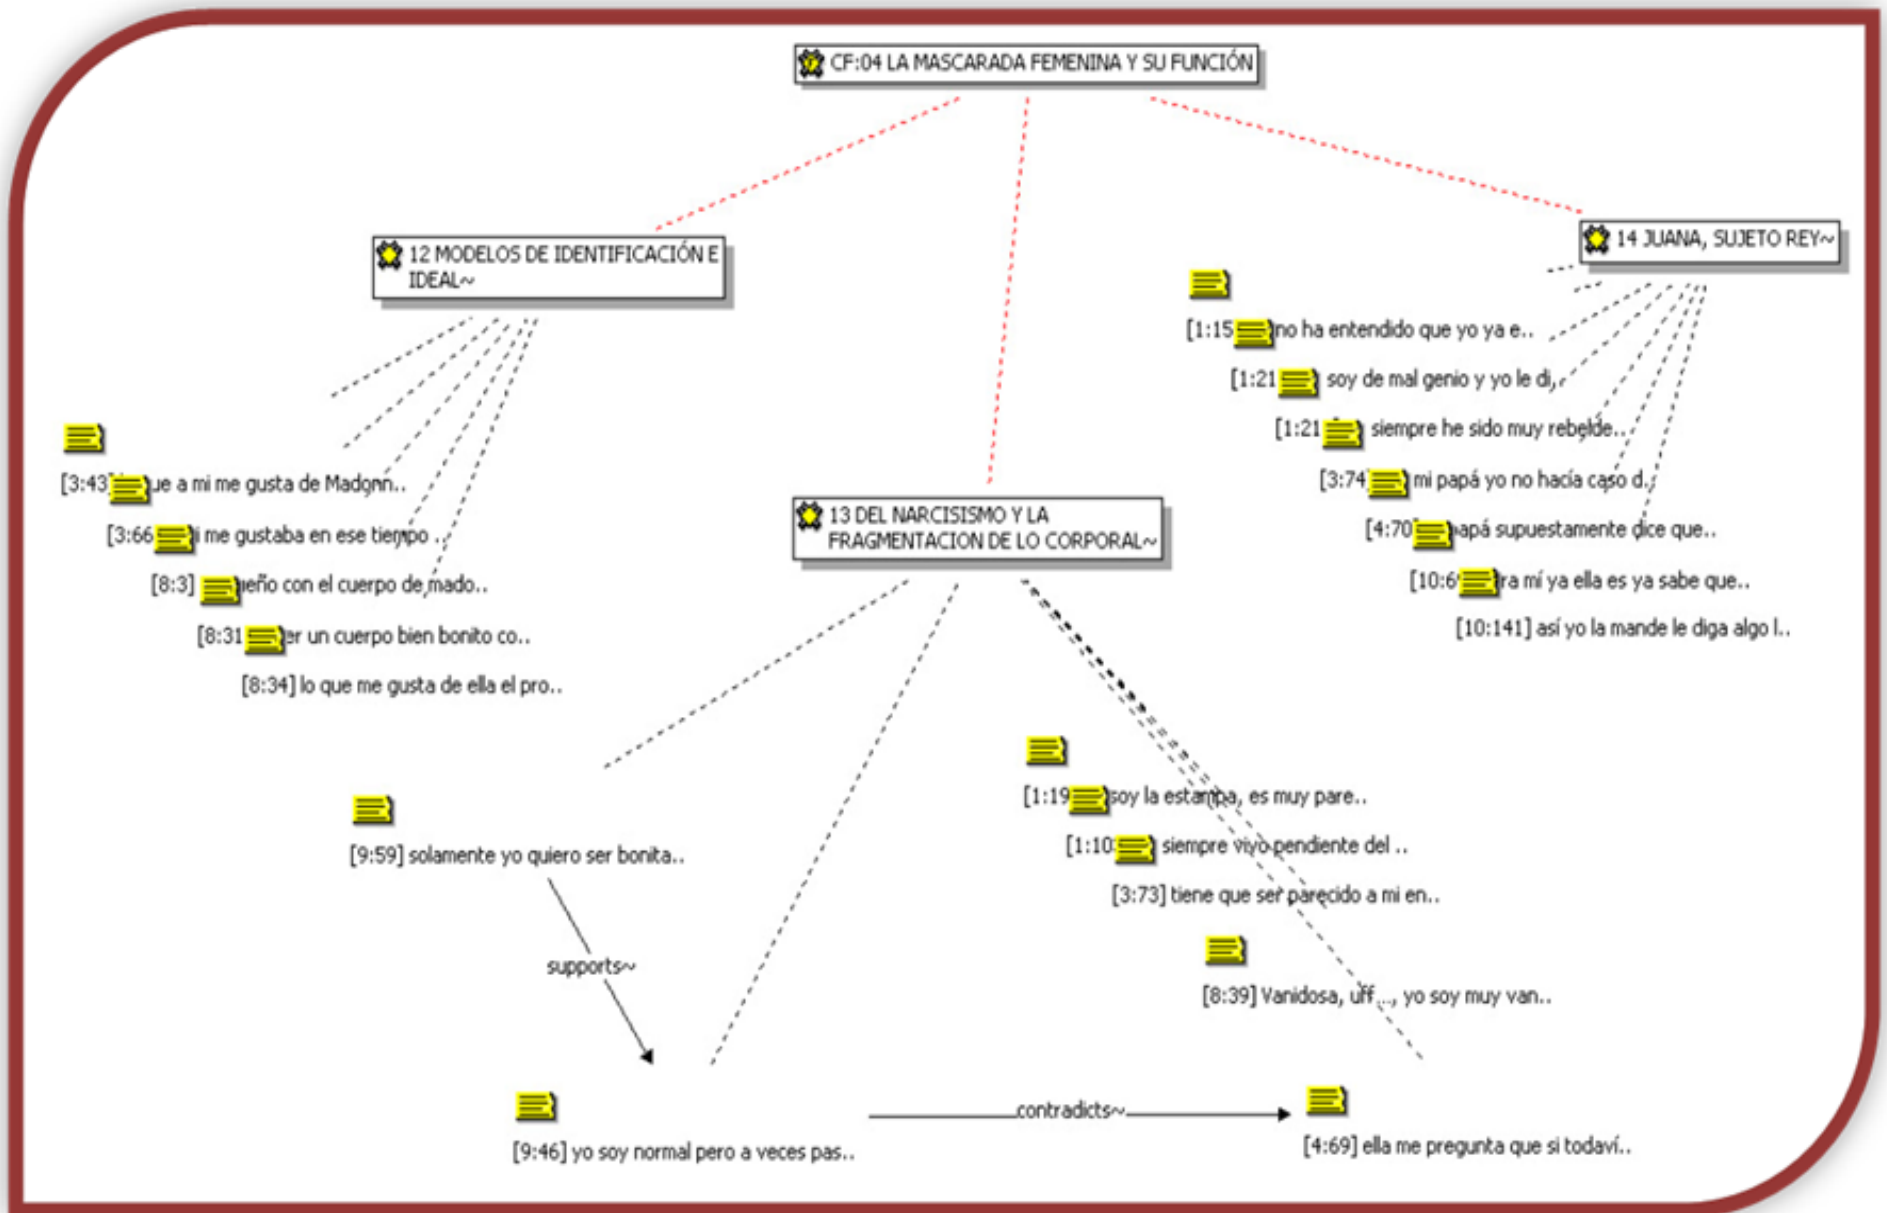 CF:04 LA MASCARADA FEMENINA Y SU FUNCIÓN
12 MODELOS DE IDENTIFICACIÓN E
IDEAL~
14 JUANA, SUJETO REY~
[1:15 no ha entendido que yo ya e..
[1:21 soy de mal genio y yo le di,
[1:21 siempre he sido muy rebelde..
[3:74 mi papá yo no hacía caso d..
[4:70 papá supuestamente dice que..
[10:6 mí ya ella es ya sabe que..
[10:141] así yo la mande le diga algo l..
[3:43] a mi me gusta de Madonn..
[3:66 me gustaba en ese tiempo ..
[8:3] con el cuerpo de mado..
[8:31 un cuerpo bien bonito co..
[8:34] lo que me gusta de ella el pro..
13 DEL NARCISISMO Y LA
FRAGMENTACION DE LO CORPORAL~
[9:59] solamente yo quiero ser bonita..
supports~
[9:46] yo soy normal pero a veces pas..
contradicts~
[1:19 soy la estampa, es muy pare..
[1:10 siempre vivo pendiente del ..
[3:73] tiene que ser parecido a mi en..
[8:39] Vanidosa, uff..., yo soy muy van..
[4:69] ella me pregunta que si todaví..